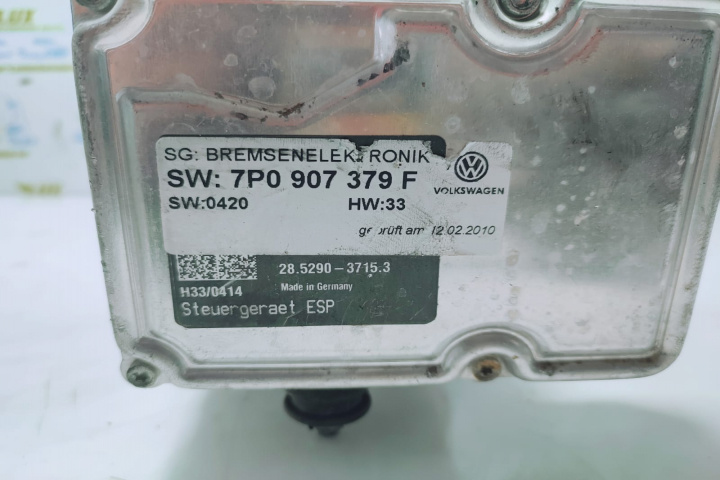 SG: BREMSENELEKTRONIK
SW: 7P0 907 379 F
VOLKSWAGEN
SW:0420 HW:33
geprüft am 12.02.2010
28.5290-3715.3
H33/0414 Made in Germany
Steuergeraet ESP